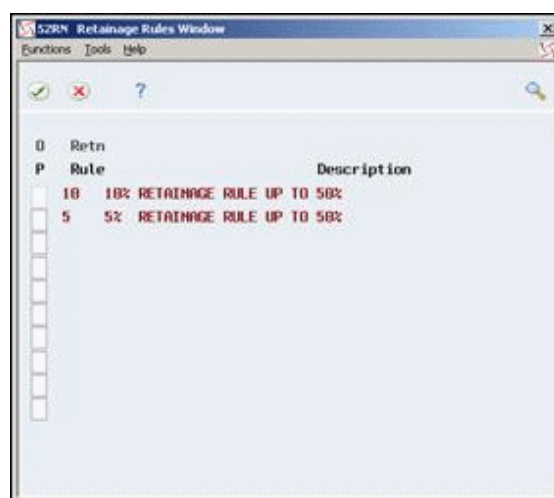 52RN Retainage Rules Window
Functions Tools Help
?
O Retn
P Rule Description
10 10% RETAINAGE RULE UP TO 50%
5 5% RETAINAGE RULE UP TO 50%